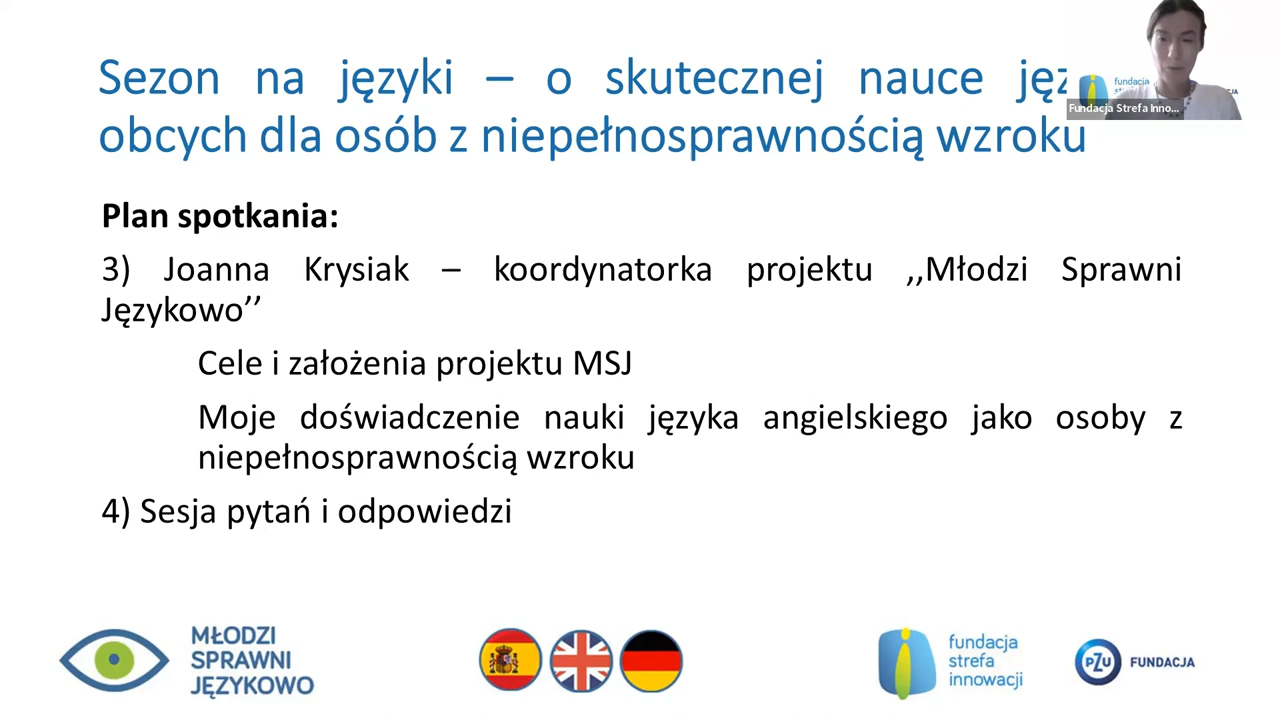 Sezon na języki – o skutecznej nauce jęz
obcych dla osób z niepełnosprawnością wzroku
fundacja
Fundacja Strefa Inno...
Plan spotkania:
3) Joanna Krysiak – koordynatorka projektu ,,Młodzi Sprawni
Językowo’’
Cele i założenia projektu MSJ
Moje doświadczenie nauki języka angielskiego jako osoby z
niepełnosprawnością wzroku
4) Sesja pytań i odpowiedzi
MŁODZI
SPRAWNI
JĘZYKOWO
fundacja
strefa
innowacji
PZU FUNDACJA